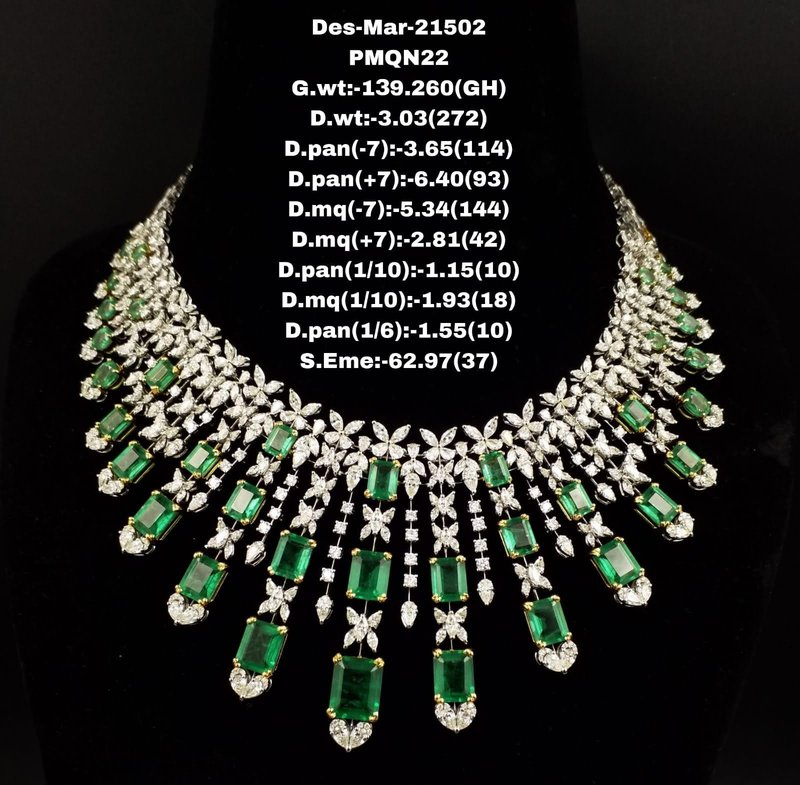 Des-Mar-21502
PMQN22
G.wt:-139.260(GH)
D.wt:-3.03(272)
D.pan(-7):-3.65(114)
D.pan(+7):-6.40(93)
D.mq(-7):-5.34(144)
D.mq(+7):-2.81(42)
D.pan(1/10):-1.15(10)
D.mq(1/10):-1.93(18)
D.pan(1/6):-1.55(10)
S.Eme:-62.97(37)